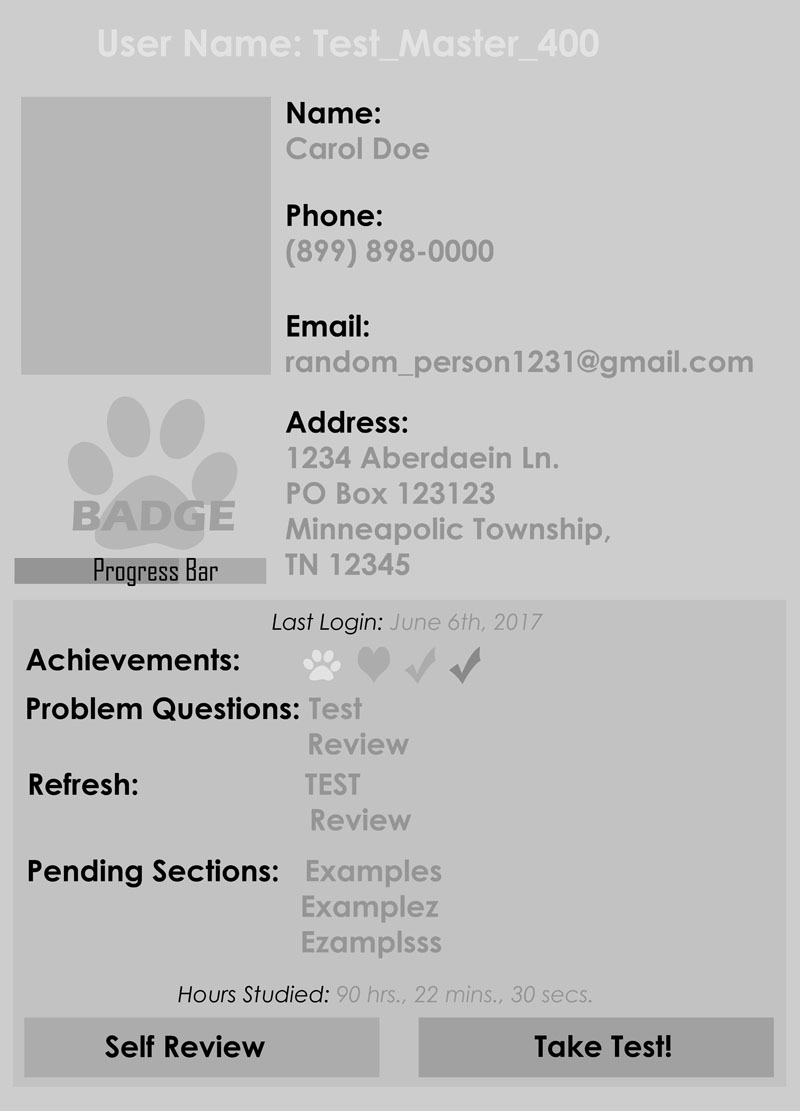 User Name: Test_Master_400
Name:
Carol Doe
Phone:
(899) 898-0000
Email:
random_person1231@gmail.com
BADGE
Progress Bar
Address:
1234 Aberdaein Ln.
PO Box 123123
Minneapolic Township,
TN 12345
Last Login: June 6th, 2017
Achievements:
Problem Questions: Test
Review
Refresh: TEST
Review
Pending Sections: Examples
Examplez
Ezamplsss
Hours Studied: 90 hrs., 22 mins., 30 secs.
Self Review
Take Test!